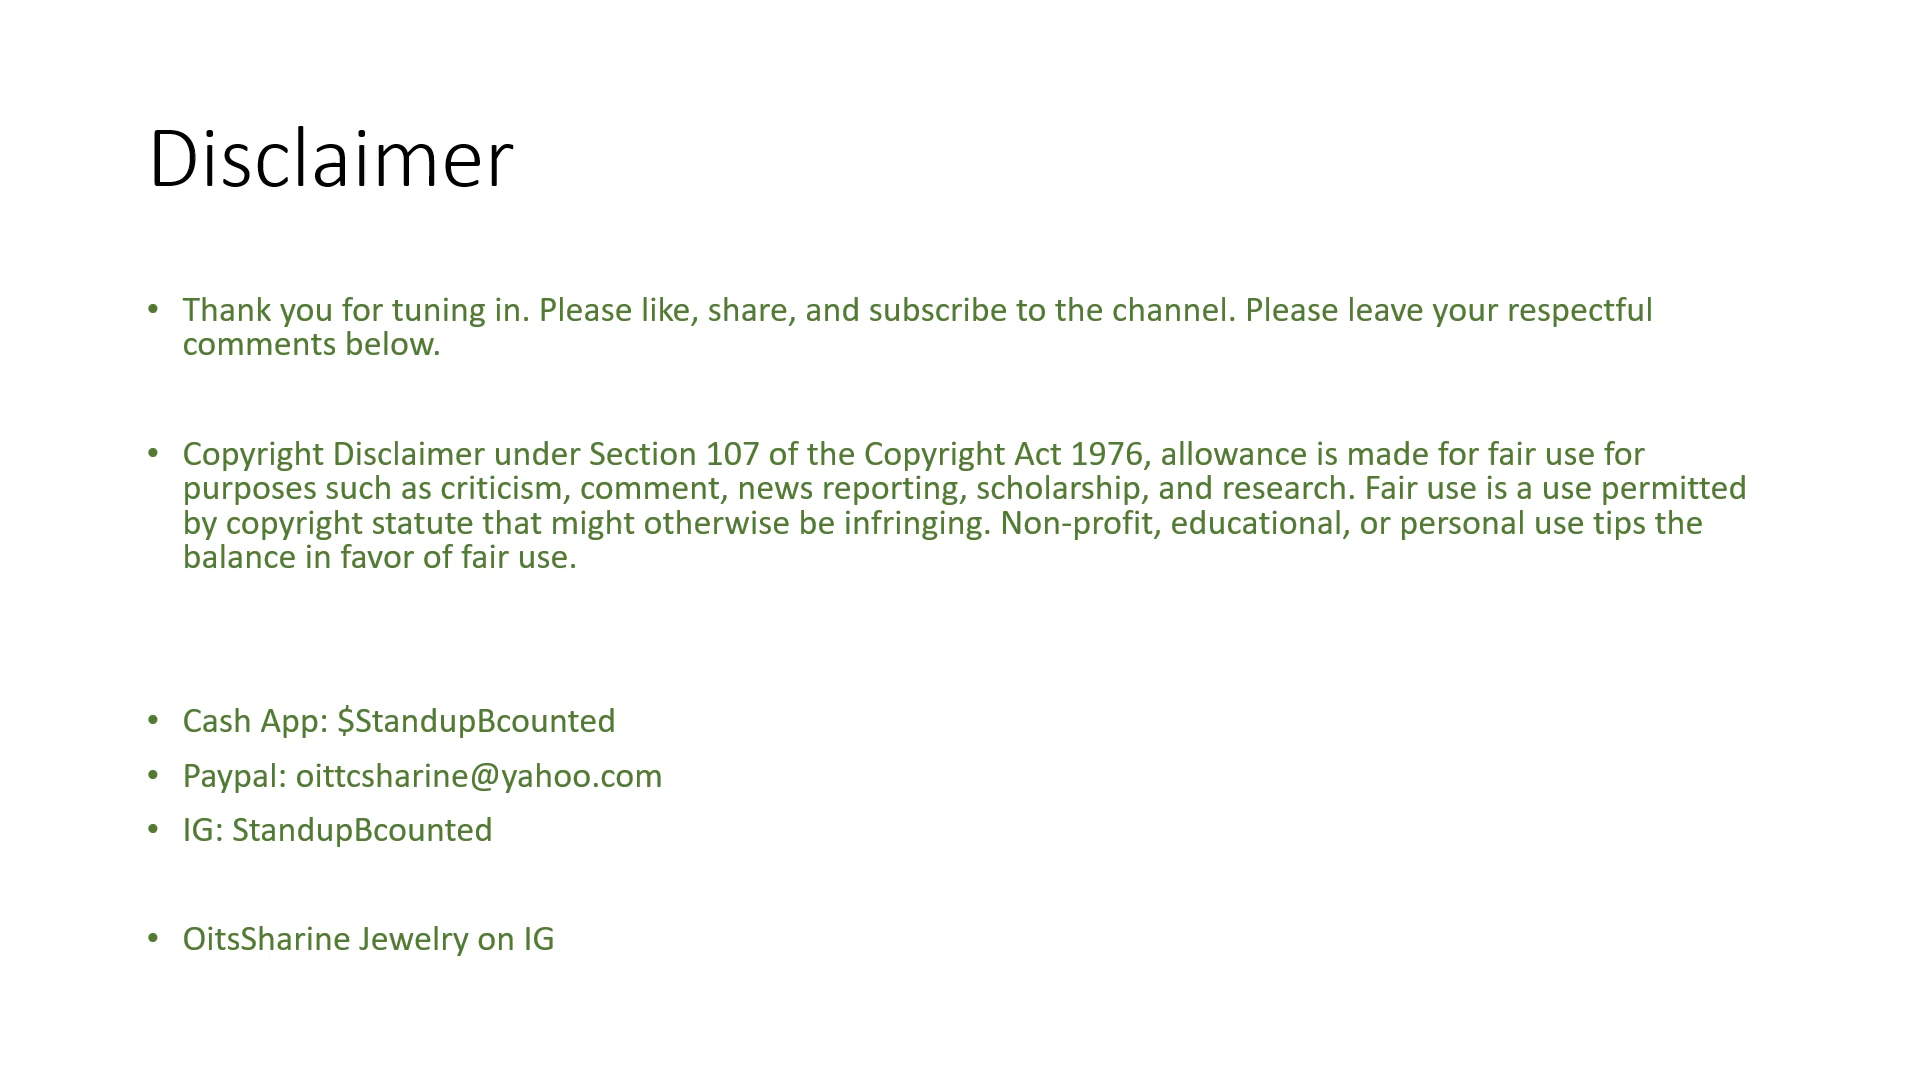 Disclaimer
• Thank you for tuning in. Please like, share, and subscribe to the channel. Please leave your respectful
comments below.
• Copyright Disclaimer under Section 107 of the Copyright Act 1976, allowance is made for fair use for
purposes such as criticism, comment, news reporting, scholarship, and research. Fair use is a use permitted
by copyright statute that might otherwise be infringing. Non-profit, educational, or personal use tips the
balance in favor of fair use.
• Cash App: $StandupBcounted
• Paypal: oittcsharine@yahoo.com
• IG: StandupBcounted
• OitsSharine Jewelry on IG